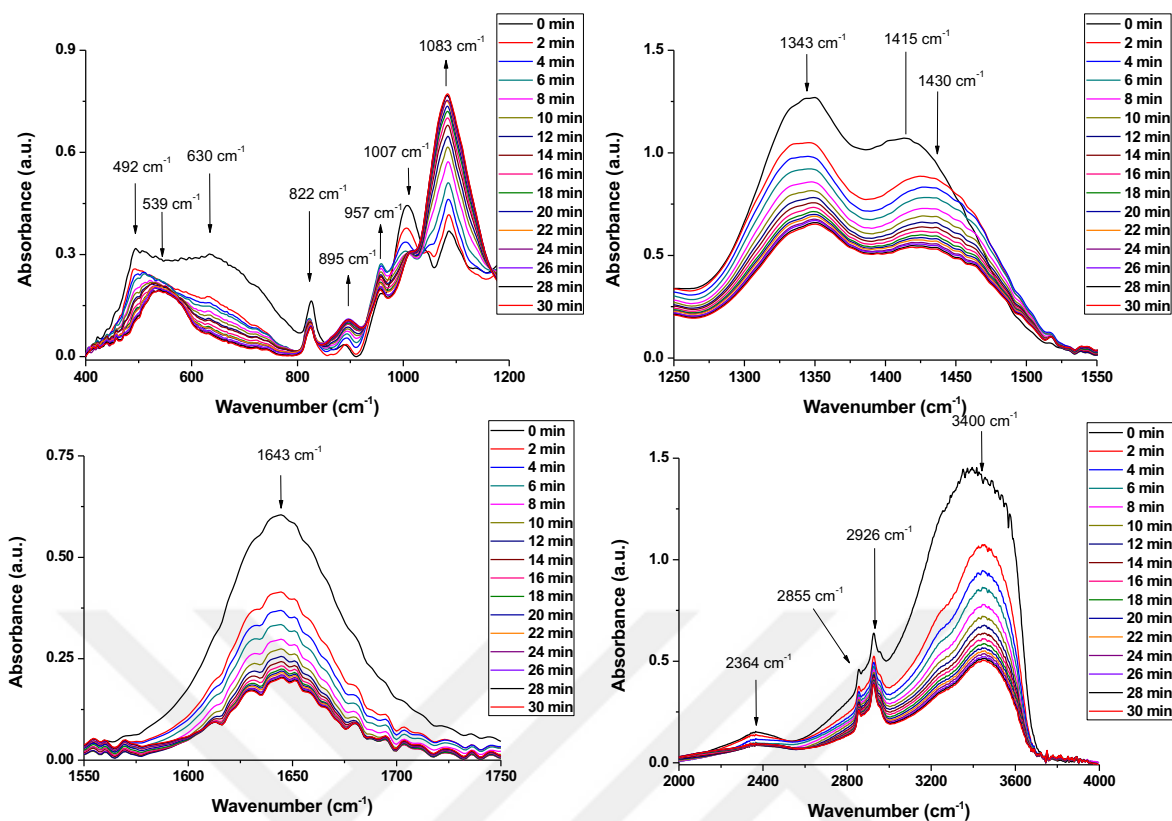 0.9
0.6
0.3
0.0
400
600
800
1000
1200
Absorbance (a.u.)
Wavenumber (cm-1)
492 cm-1
539 cm-1
630 cm-1
822 cm-1
895 cm-1
957 cm-1
1007 cm-1
1083 cm-1
0 min
2 min
4 min
6 min
8 min
10 min
12 min
14 min
16 min
18 min
20 min
22 min
24 min
26 min
28 min
30 min
1.5
1.0
0.5
0.0
1250
1300
1350
1400
1450
1500
1550
Absorbance (a.u.)
Wavenumber (cm-1)
1343 cm-1
1415 cm-1
1430 cm-1
0 min
2 min
4 min
6 min
8 min
10 min
12 min
14 min
16 min
18 min
20 min
22 min
24 min
26 min
28 min
30 min
0.75
0.50
0.25
0.00
1550
1600
1650
1700
1750
Absorbance (a.u.)
Wavenumber (cm-1)
1643 cm-1
0 min
2 min
4 min
6 min
8 min
10 min
12 min
14 min
16 min
18 min
20 min
22 min
24 min
26 min
28 min
30 min
1.5
1.0
0.5
0.0
2000
2400
2800
3200
3600
4000
Absorbance (a.u.)
Wavenumber (cm-1)
2364 cm-1
2855 cm-1
2926 cm-1
3400 cm-1
0 min
2 min
4 min
6 min
8 min
10 min
12 min
14 min
16 min
18 min
20 min
22 min
24 min
26 min
28 min
30 min